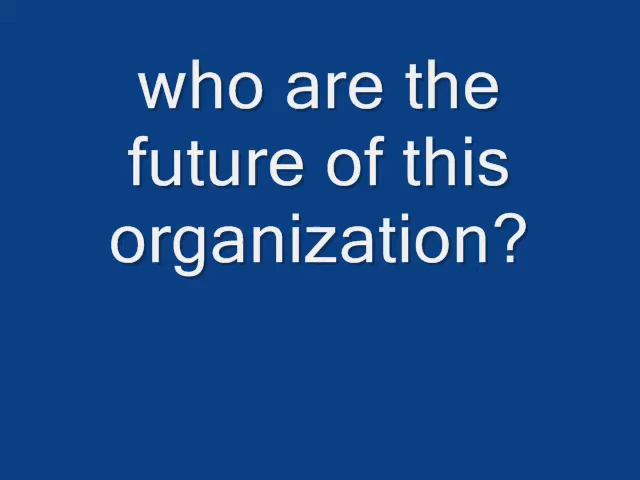 who are the
future of this
organization?